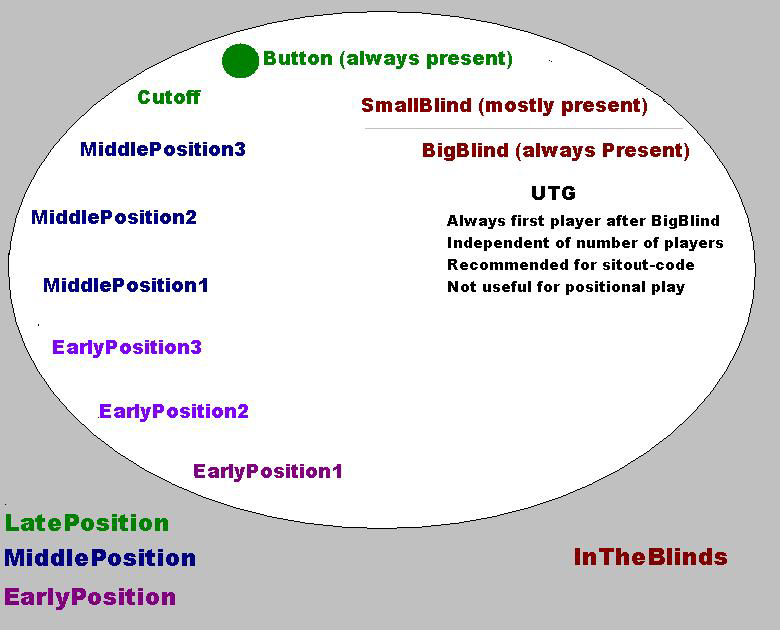 Button (always present)
Cutoff
SmallBlind (mostly present)
MiddlePosition3
BigBlind (always Present)
UTG
MiddlePosition2
Always first player after BigBlind
Independent of number of players
Recommended for sitout-code
MiddlePosition1
Not useful for positional play
EarlyPosition3
EarlyPosition2
EarlyPosition1
LatePosition
MiddlePosition
InTheBlinds
EarlyPosition